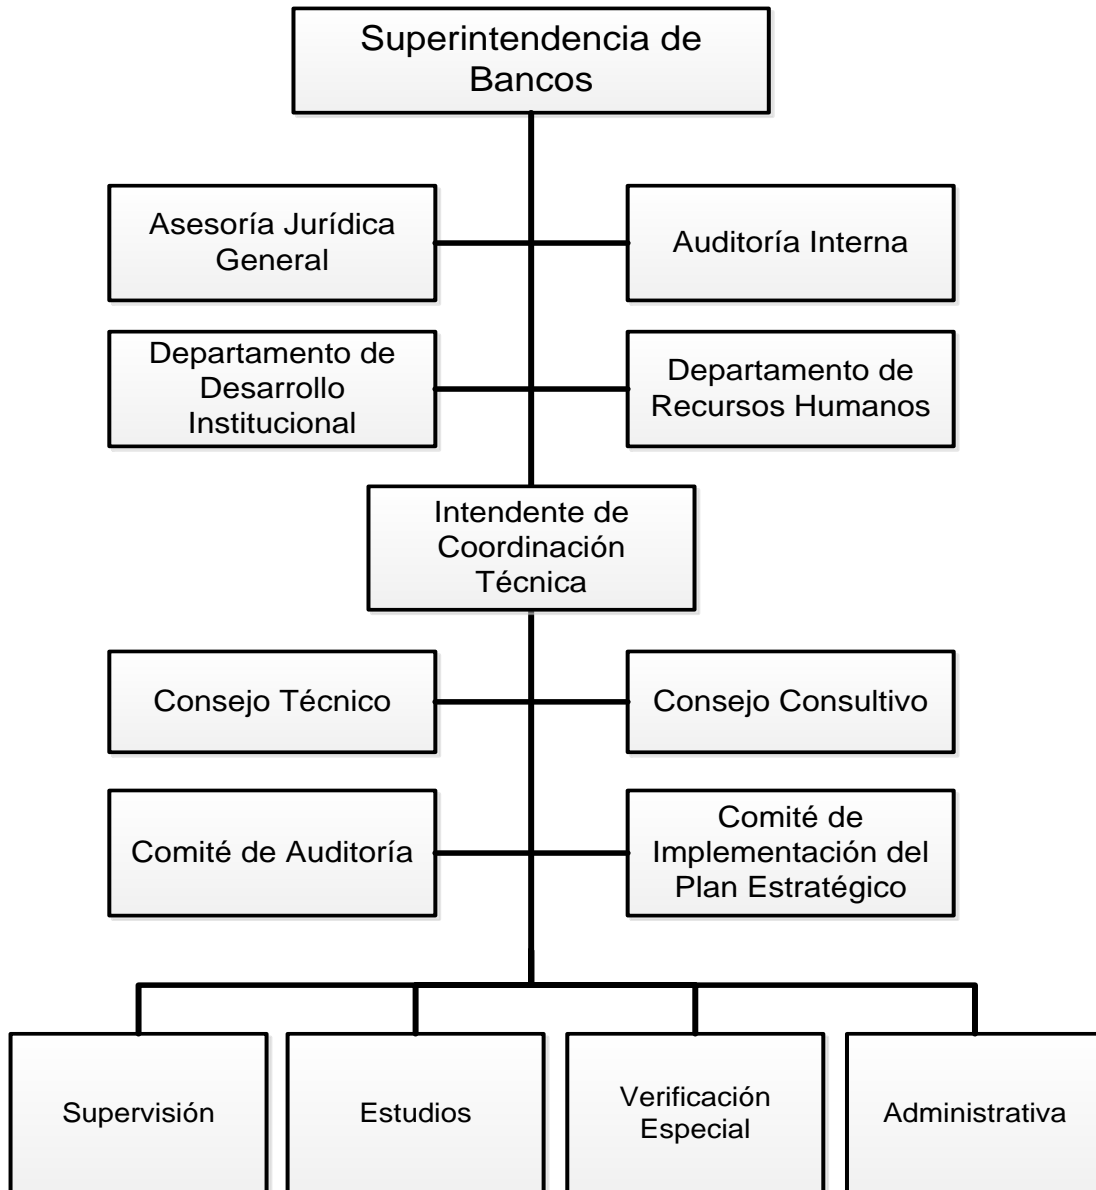 Superintendencia de
Bancos
Asesoría Jurídica
General
Auditoría Interna
Departamento de
Desarrollo
Institucional
Departamento de
Recursos Humanos
Intendente de
Coordinación
Técnica
Consejo Técnico
Consejo Consultivo
Comité de Auditoría
Comité de
Implementación del
Plan Estratégico
Supervisión
Estudios
Verificación
Especial
Administrativa